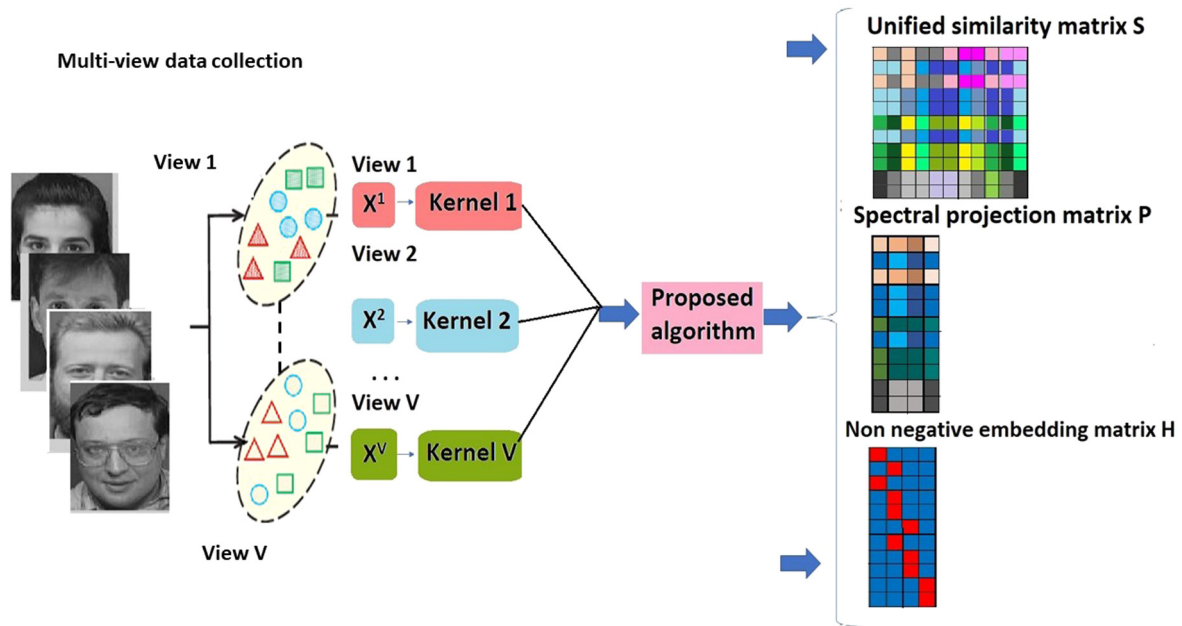 Multi-view data collection
View 1
View V
View 1
X¹
Kernel 1
View 2
X²
Kernel 2
...
View V
Xⱽ
Kernel V
Proposed
algorithm
Unified similarity matrix S
Spectral projection matrix P
Non negative embedding matrix H